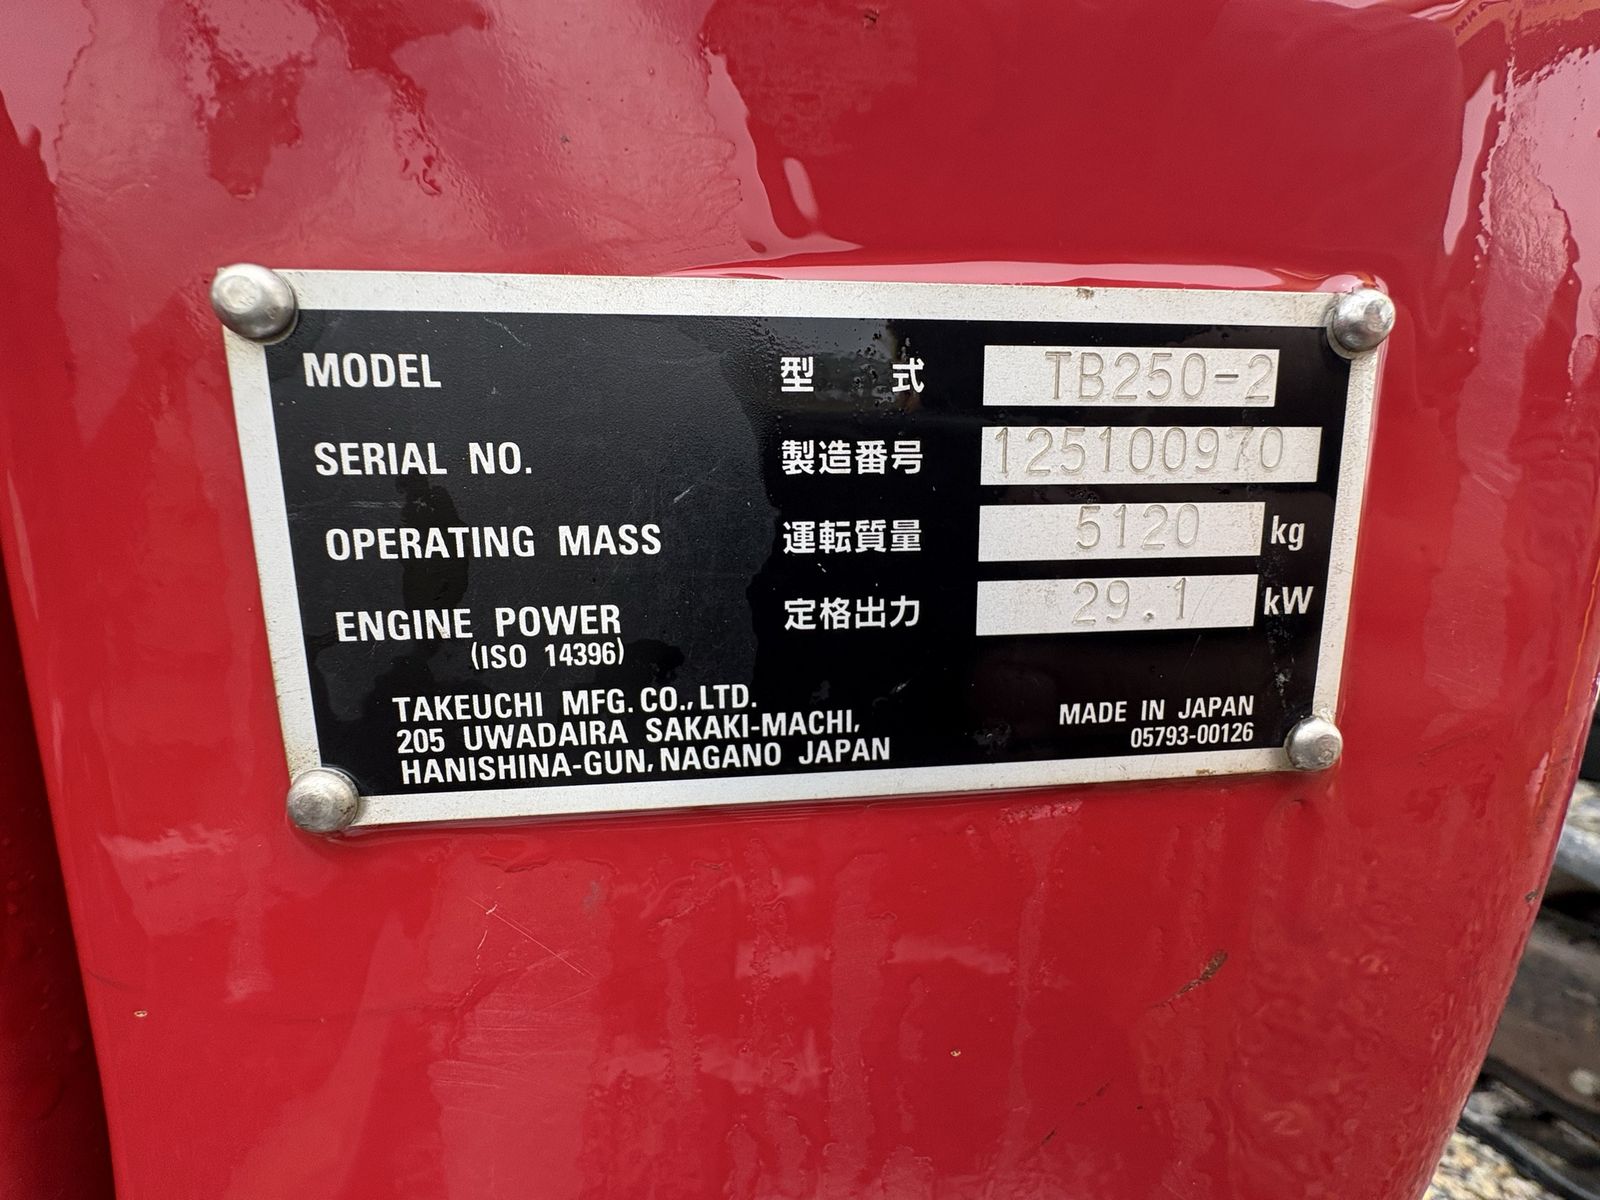 MODEL 型 式 TB250-2
SERIAL NO. 製造番号 125100970
OPERATING MASS 運転質量 5120 kg
ENGINE POWER 定格出力 29.1 kW
(ISO 14396)
TAKEUCHI MFG. CO., LTD.
205 UWADAIRA SAKAKI-MACHI,
HANISHINA-GUN, NAGANO JAPAN
MADE IN JAPAN
05793-00126